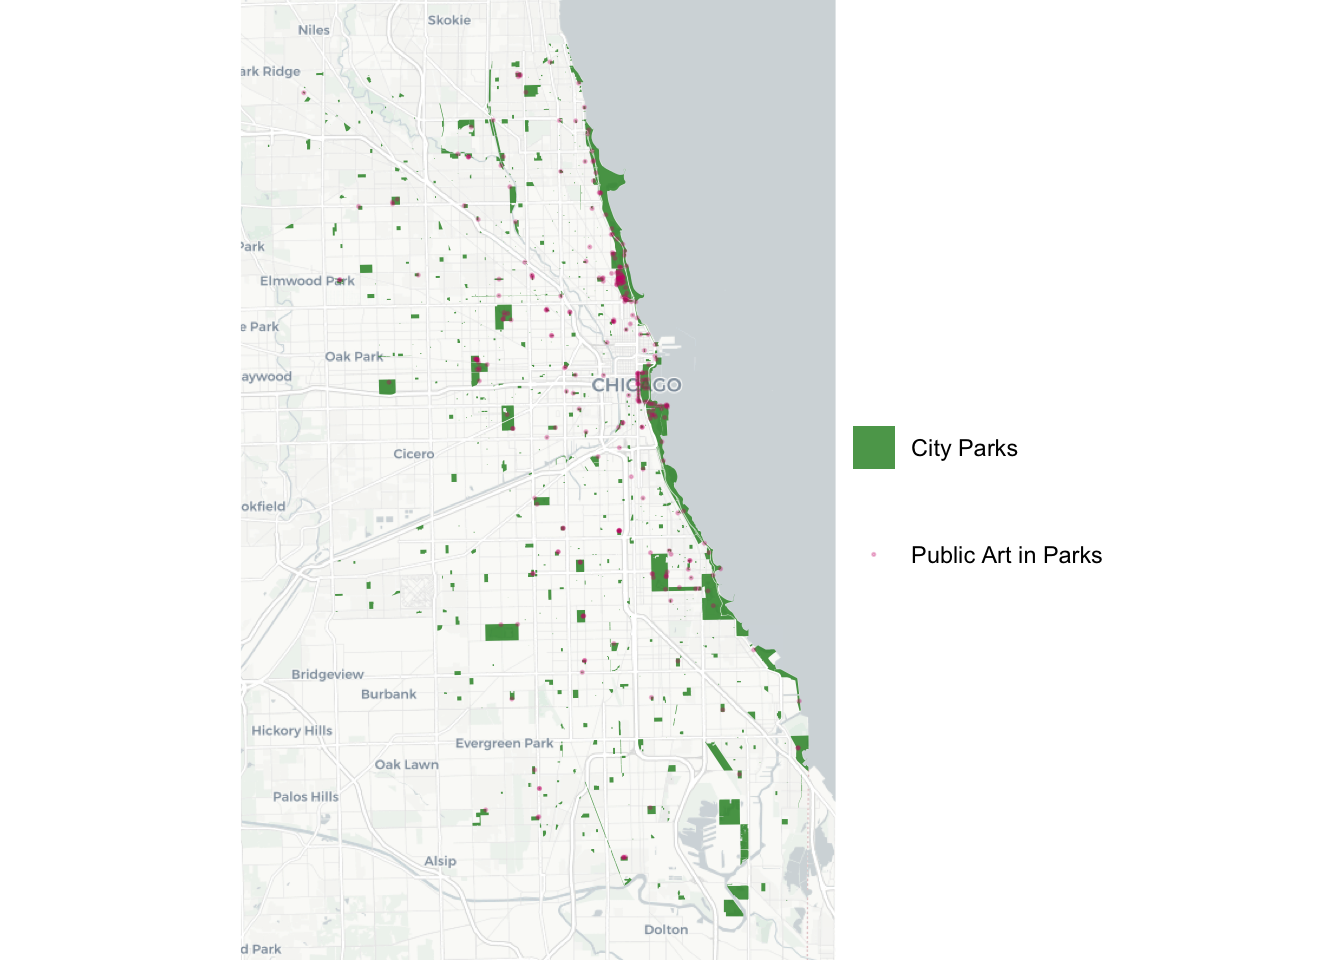 Skokie
Niles
ark Ridge
Park
Elmwood Park
e Park
Oak Park
aywood
CHICAGO
Cicero
okfield
City Parks
Public Art in Parks
Bridgeview
Burbank
Hickory Hills
Evergreen Park
Oak Lawn
Palos Hills
Alsip
Dolton
d Park